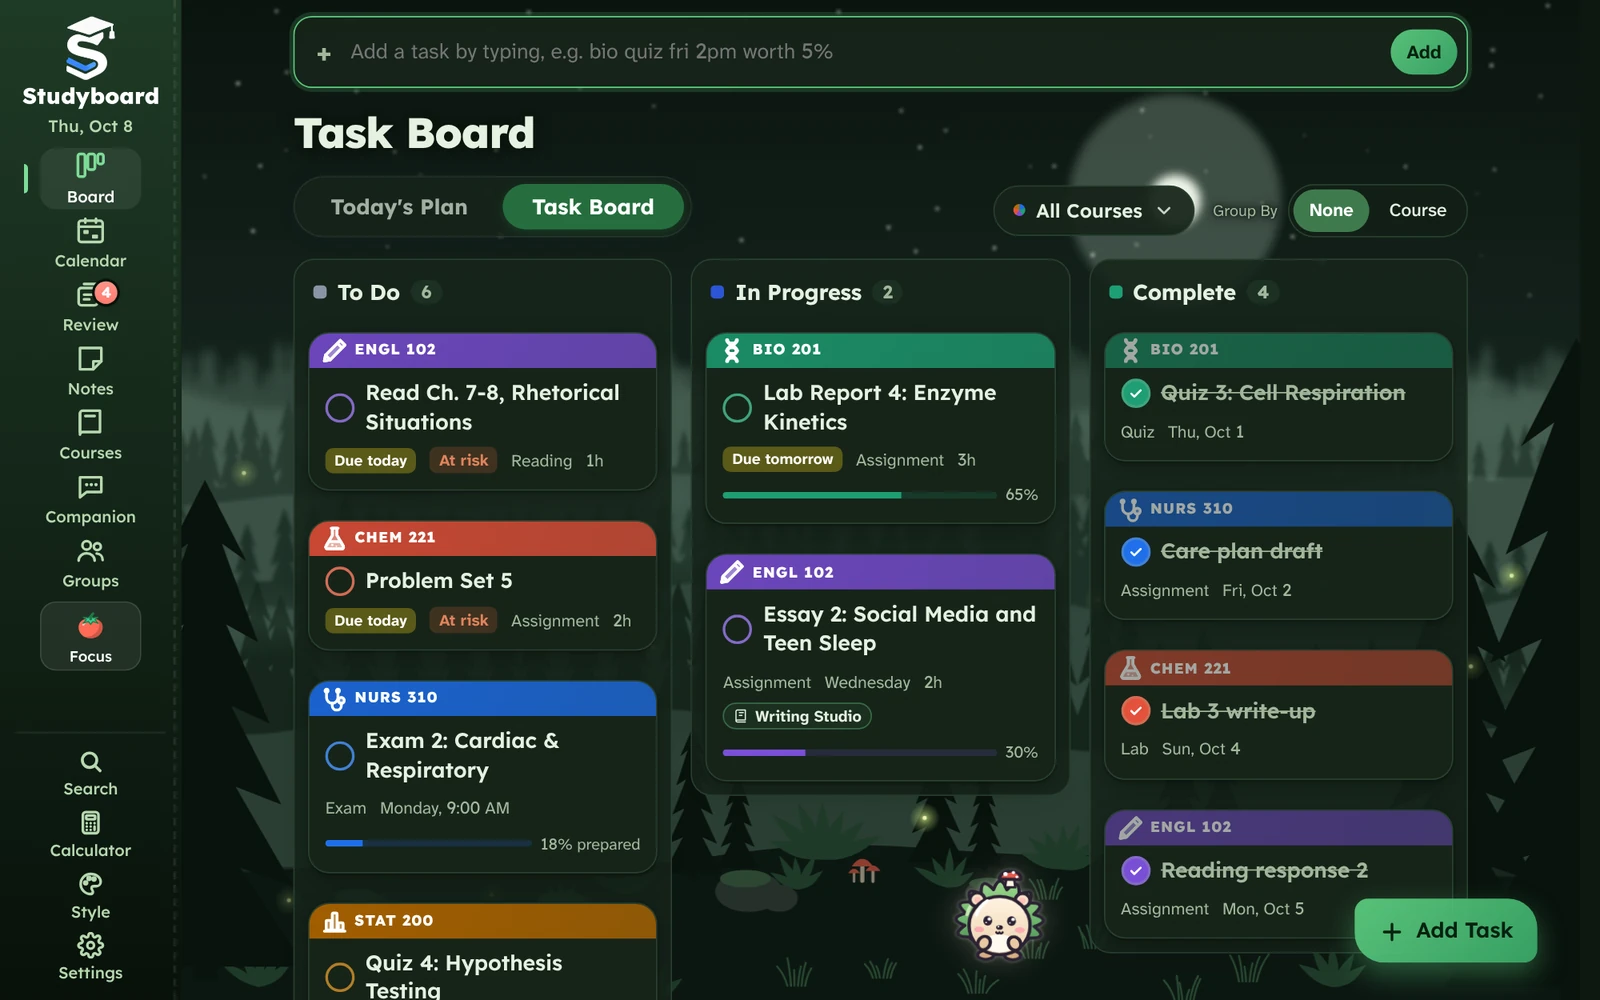 Studyboard
Thu, Oct 8
Board
Calendar
4
Review
Notes
Courses
Companion
Groups
Focus
Search
Calculator
Style
Settings
+ Add a task by typing, e.g. bio quiz fri 2pm worth 5%
Add
Task Board
Today's Plan
Task Board
All Courses
Group By
None
Course
To Do 6
ENGL 102
Read Ch. 7-8, Rhetorical
Situations
Due today At risk Reading 1h
CHEM 221
Problem Set 5
Due today At risk Assignment 2h
NURS 310
Exam 2: Cardiac &
Respiratory
Exam Monday, 9:00 AM
18% prepared
STAT 200
Quiz 4: Hypothesis
Testing
In Progress 2
BIO 201
Lab Report 4: Enzyme
Kinetics
Due tomorrow Assignment 3h
65%
ENGL 102
Essay 2: Social Media and
Teen Sleep
Assignment Wednesday 2h
Writing Studio
30%
Complete 4
BIO 201
Quiz 3: Cell Respiration
Quiz Thu, Oct 1
NURS 310
Care plan draft
Assignment Fri, Oct 2
CHEM 221
Lab 3 write-up
Lab Sun, Oct 4
ENGL 102
Reading response 2
Assignment Mon, Oct 5
+ Add Task